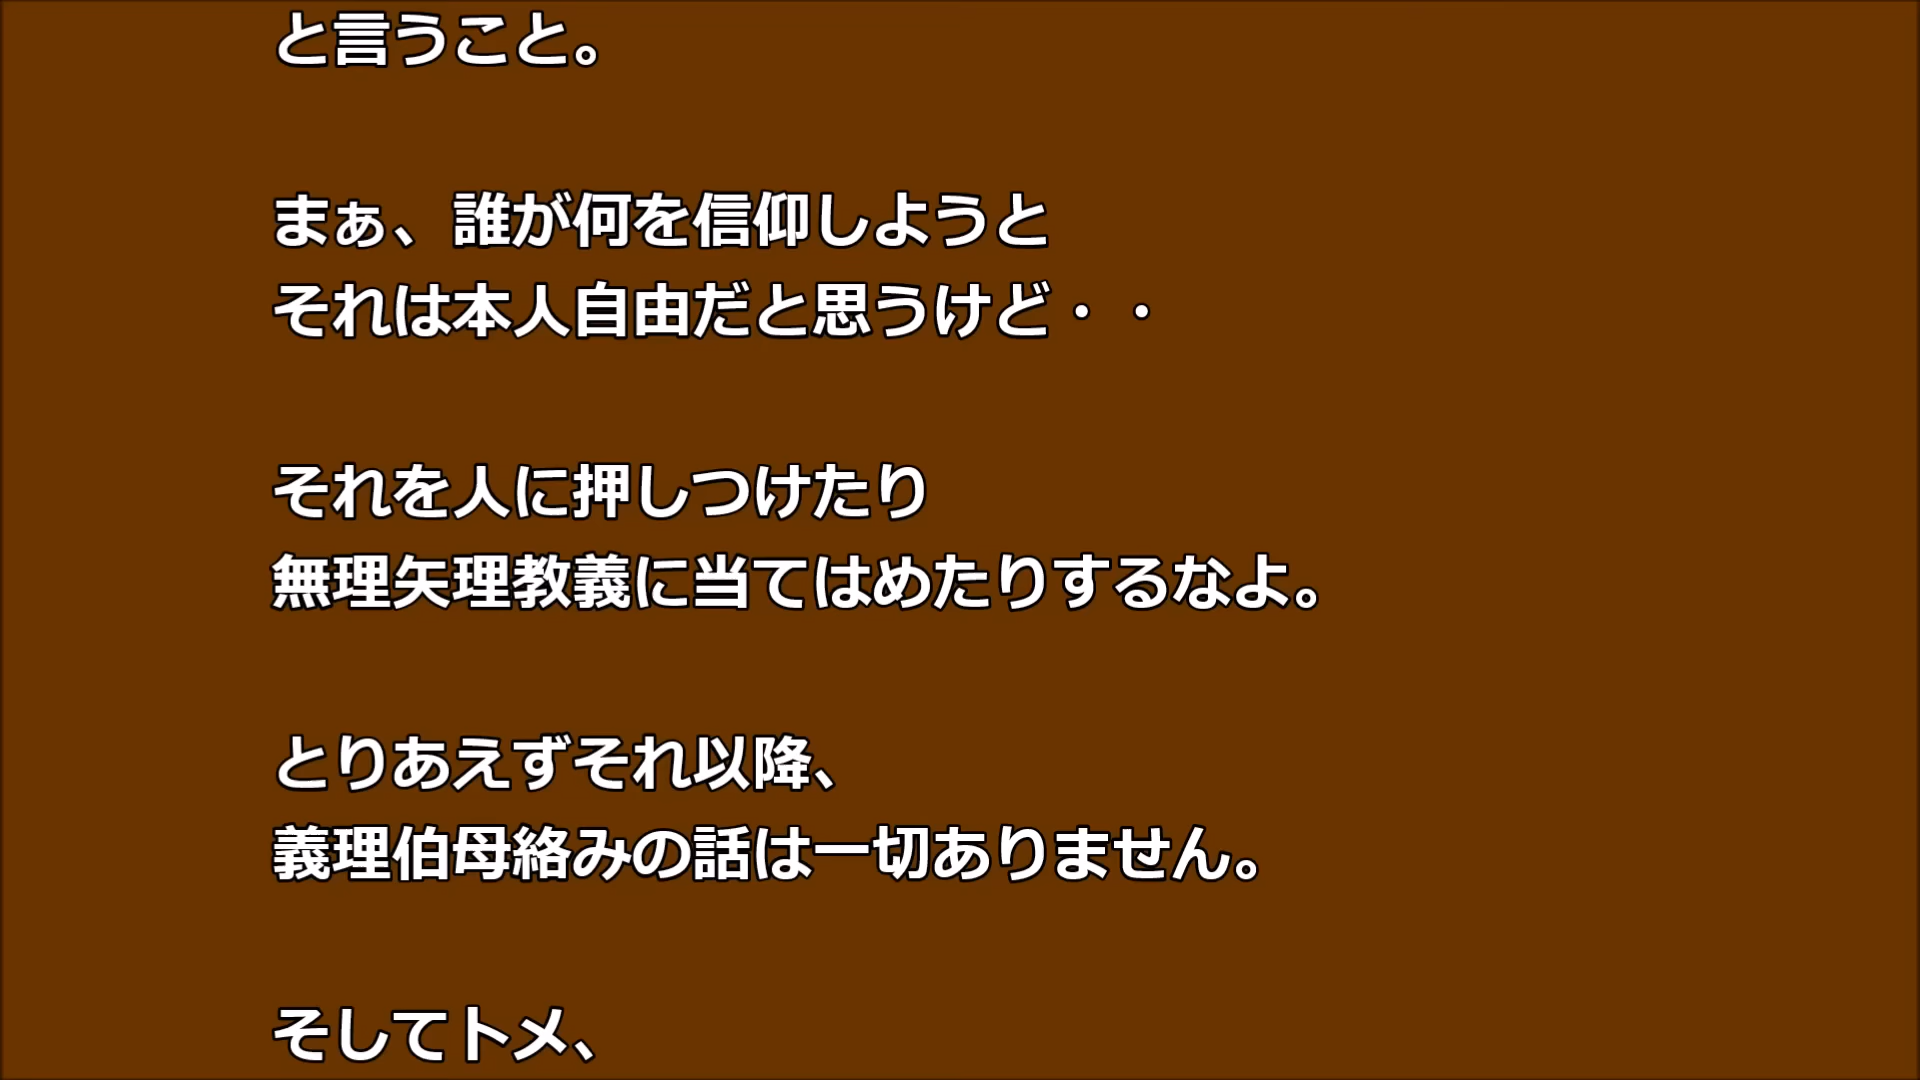 と言うこと。
まぁ、誰が何を信仰しようと
それは本人自由だと思うけど・・
それを人に押しつけたり
無理矢理教義に当てはめたりするなよ。
とりあえずそれ以降、
義理伯母絡みの話は一切ありません。
そしてトメ、